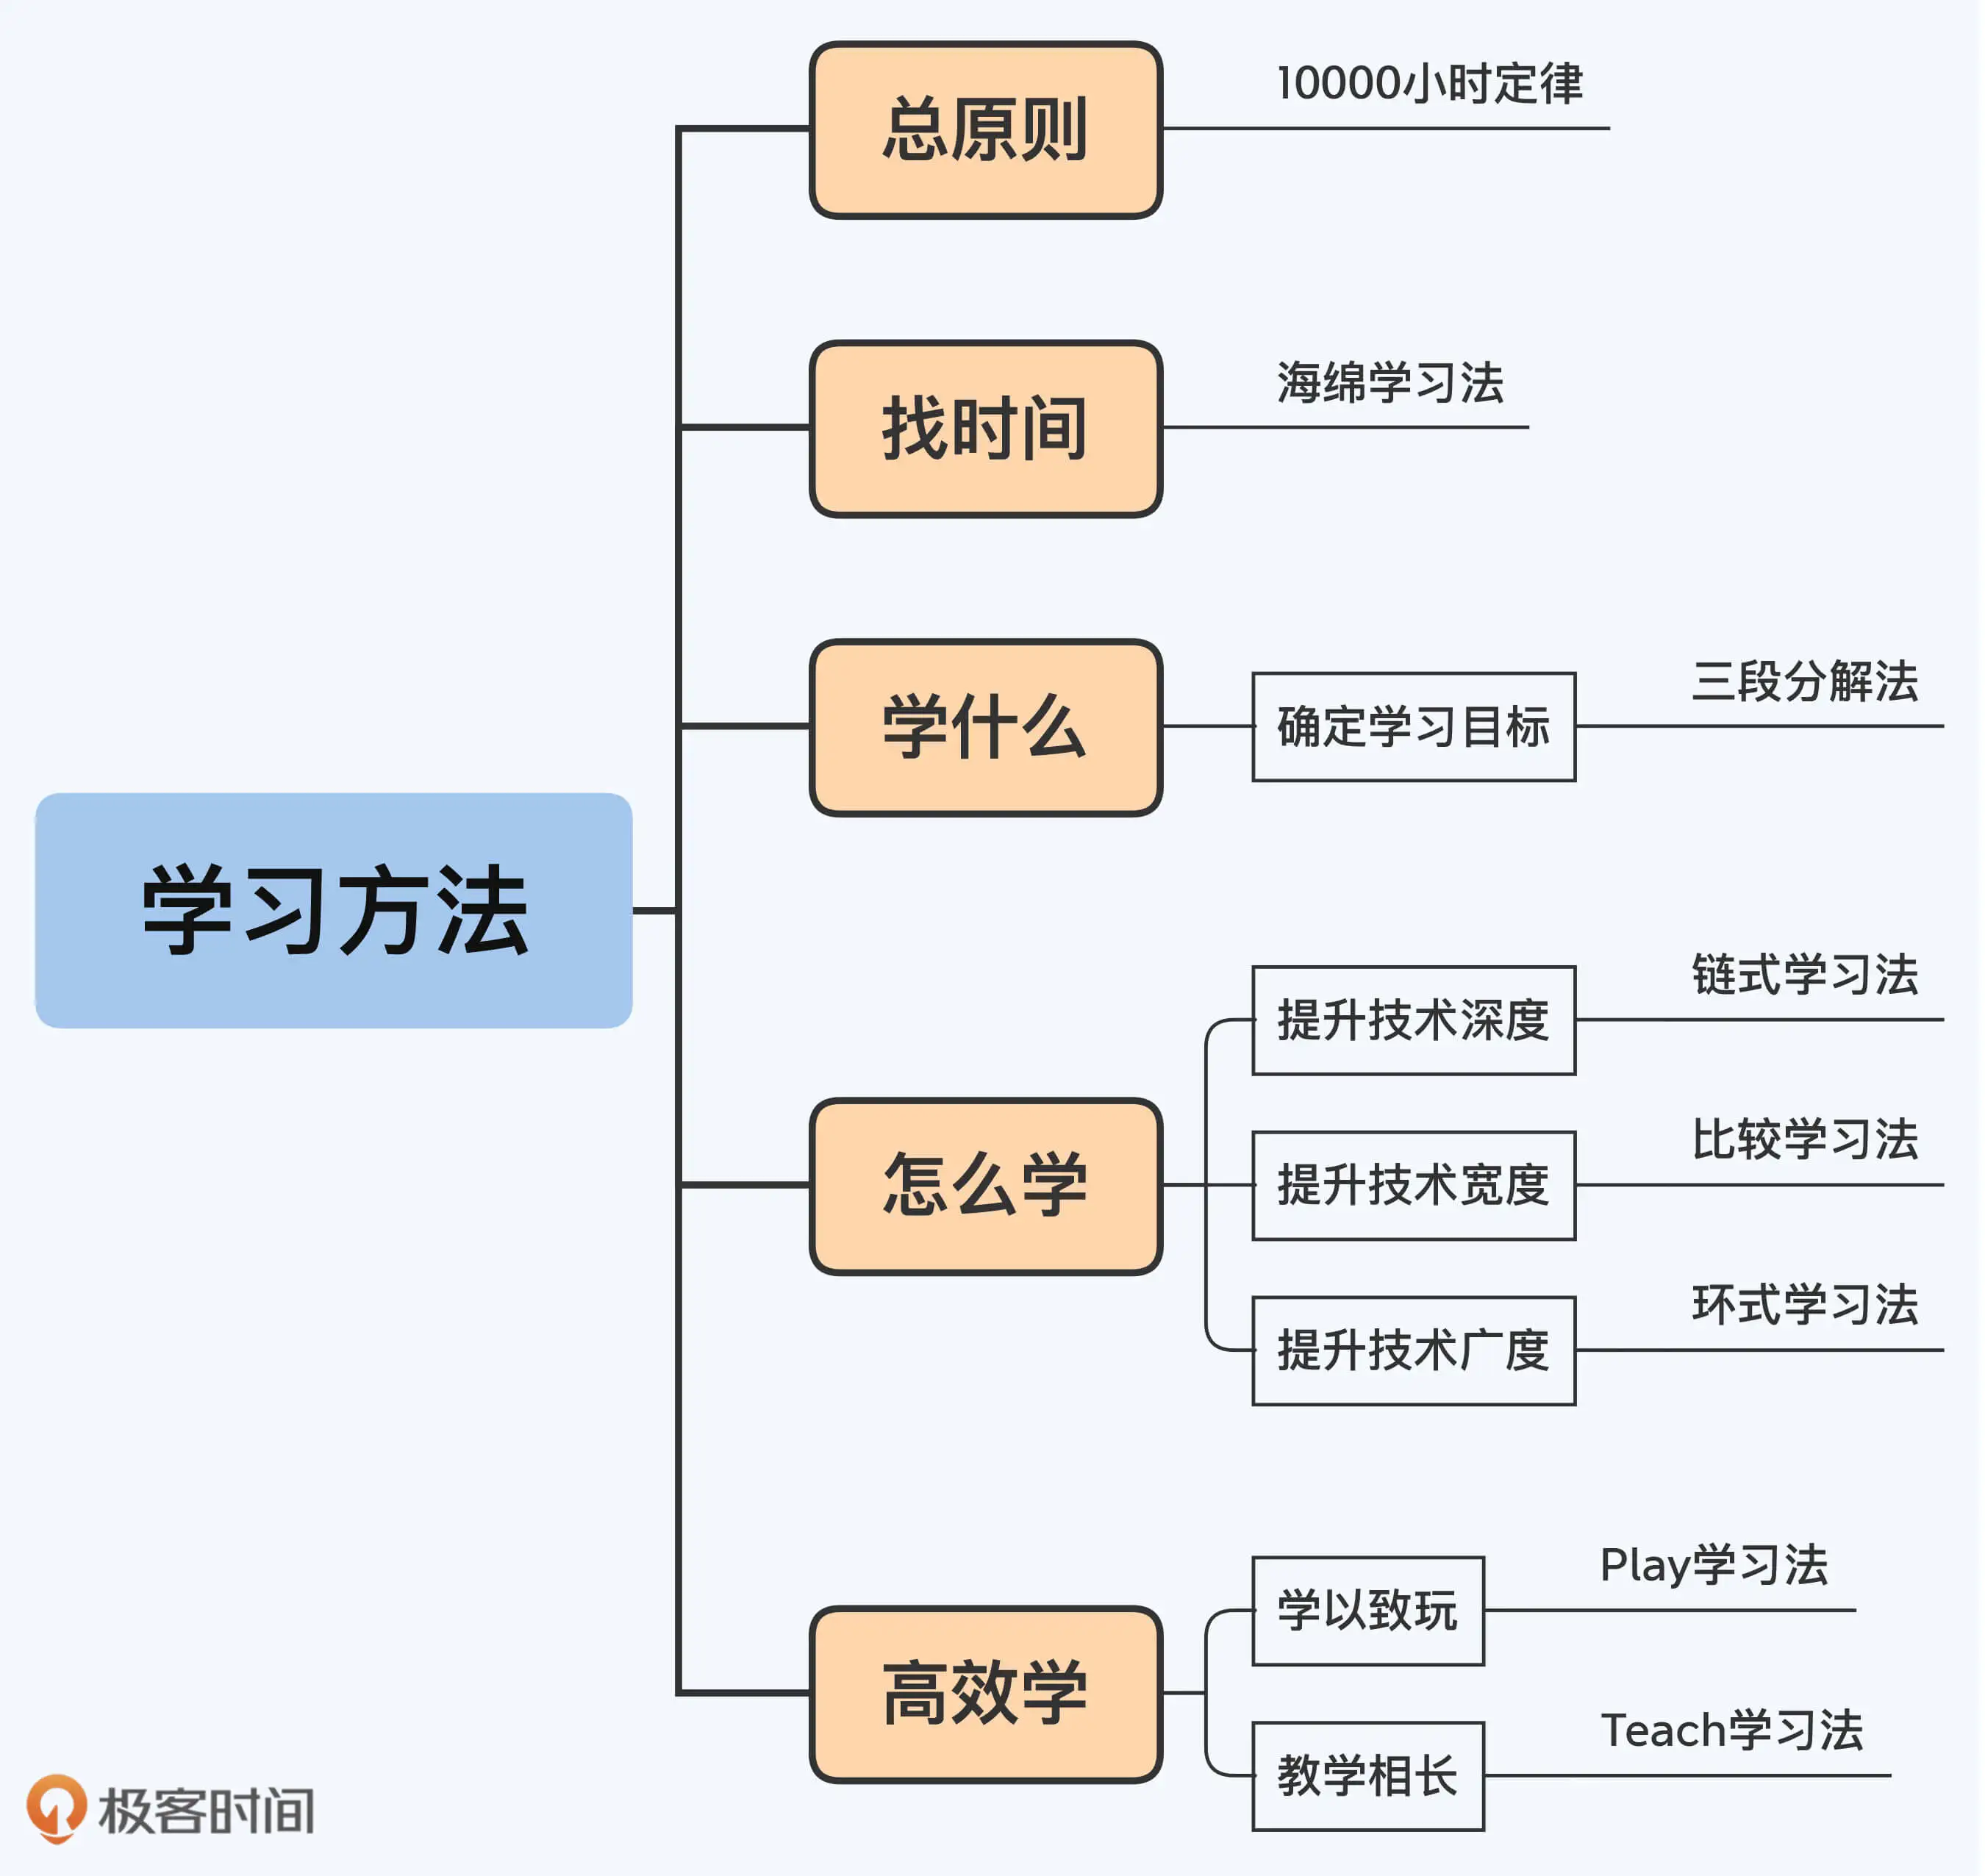 学习方法
总原则
10000小时定律
找时间
海绵学习法
学什么
确定学习目标
三段分解法
怎么学
提升技术深度
链式学习法
提升技术宽度
比较学习法
提升技术广度
环式学习法
高效学
学以致玩
Play学习法
教学相长
Teach学习法
极客时间